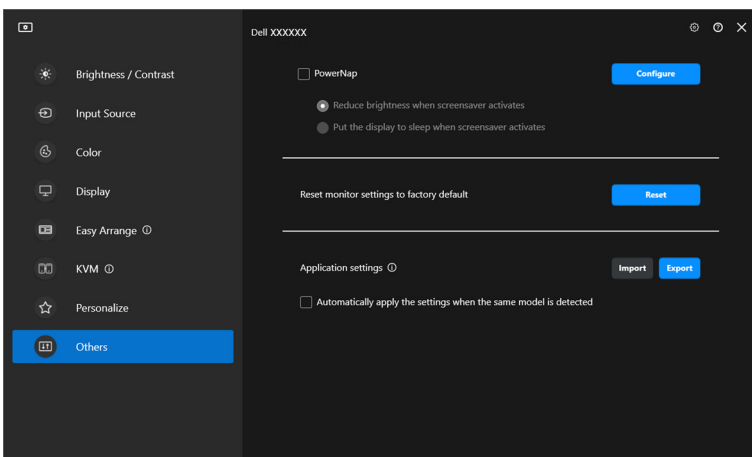 Dell XXXXXX
Brightness / Contrast
Input Source
Color
Display
Easy Arrange
KVM
Personalize
Others
PowerNap
Configure
Reduce brightness when screensaver activates
Put the display to sleep when screensaver activates
Reset monitor settings to factory default
Reset
Application settings
Import
Export
Automatically apply the settings when the same model is detected